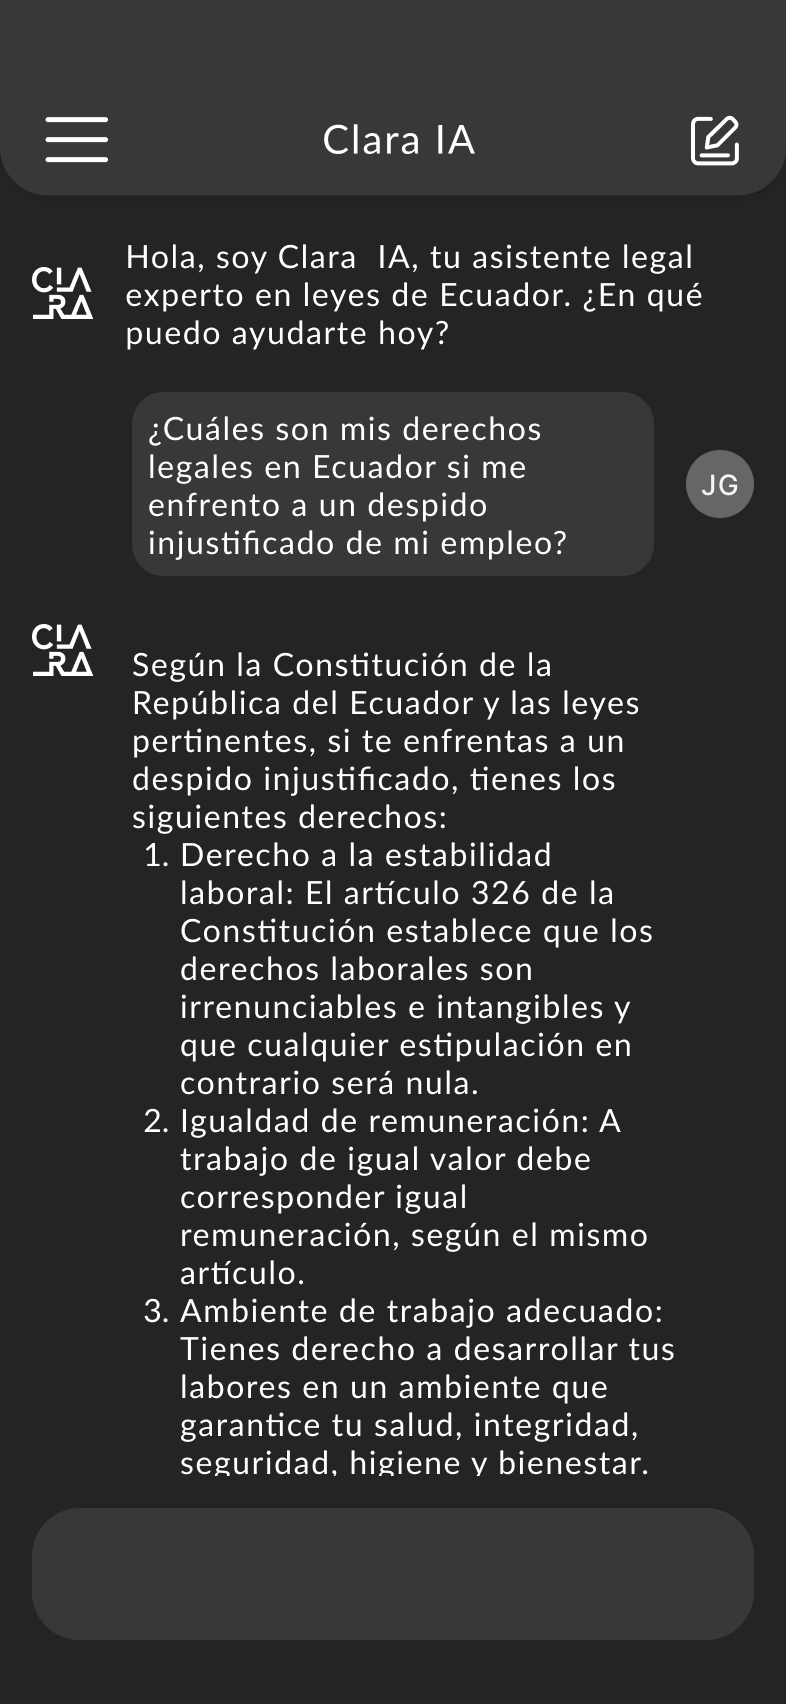 Clara IA
Hola, soy Clara  IA, tu asistente legal
experto en leyes de Ecuador. ¿En qué
puedo ayudarte hoy?
CLARA
¿Cuáles son mis derechos
legales en Ecuador si me
enfrento a un despido
injustificado de mi empleo?
JG
CLARA
Según la Constitución de la
República del Ecuador y las leyes
pertinentes, si te enfrentas a un
despido injustificado, tienes los
siguientes derechos:
1. Derecho a la estabilidad
laboral: El artículo 326 de la
Constitución establece que los
derechos laborales son
irrenunciables e intangibles y
que cualquier estipulación en
contrario será nula.
2. Igualdad de remuneración: A
trabajo de igual valor debe
corresponder igual
remuneración, según el mismo
artículo.
3. Ambiente de trabajo adecuado:
Tienes derecho a desarrollar tus
labores en un ambiente que
garantice tu salud, integridad,
seguridad, higiene y bienestar.